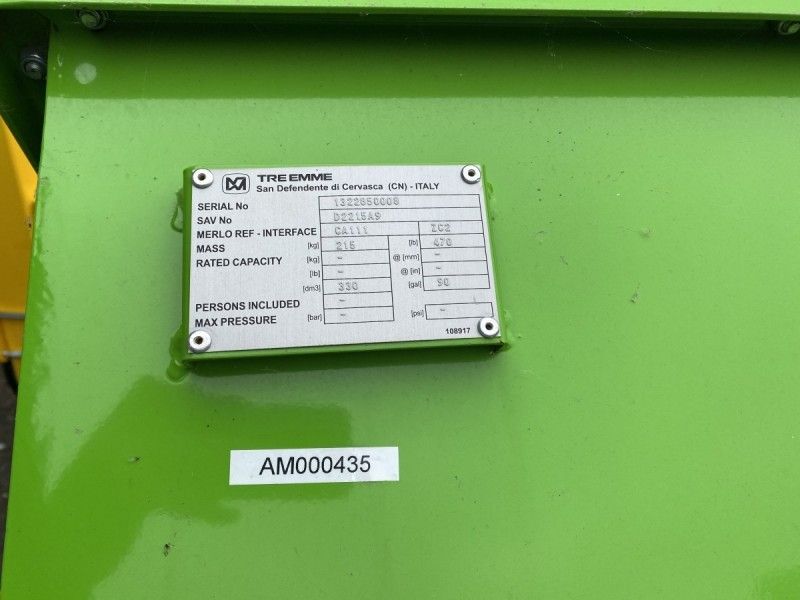 TRE EMME
San Defendente di Cervasca (CN) - ITALY
SERIAL No 1322850008
SAV No D2215A9
MERLO REF - INTERFACE CA111 ZC2
MASS [kg] 215 [lb] 470
RATED CAPACITY [kg] - @ [mm] -
[lb] - @ [in] -
[dm3] 330 [gal] 90
PERSONS INCLUDED -
MAX PRESSURE [bar] - [psi] -
108917
AM000435